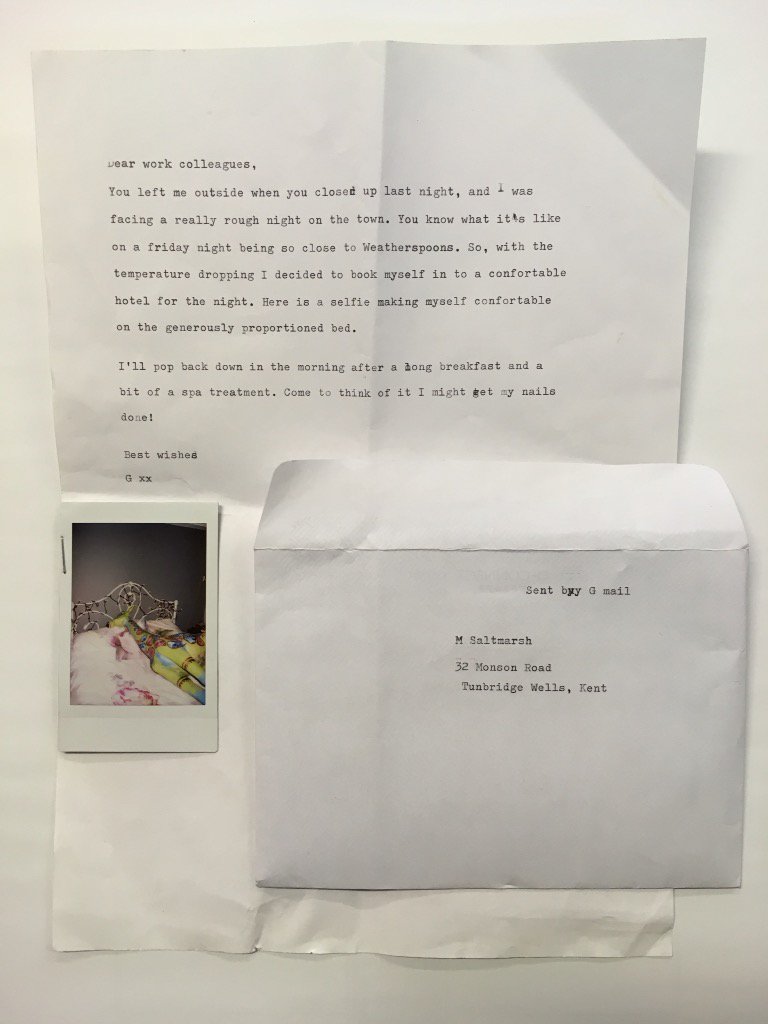 Dear work colleagues,
You left me outside when you closed up last night, and I was
facing a really rough night on the town. You know what it's like
on a friday night being so close to Weatherspoons. So, with the
temperature dropping I decided to book myself in to a confortable
hotel for the night. Here is a selfie making myself confortable
on the generously proportioned bed.
I'll pop back down in the morning after a long breakfast and a
bit of a spa treatment. Come to think of it I might get my nails
done!
Best wishes
G xx
Sent byy G mail
M Saltmarsh
32 Monson Road
Tunbridge Wells, Kent